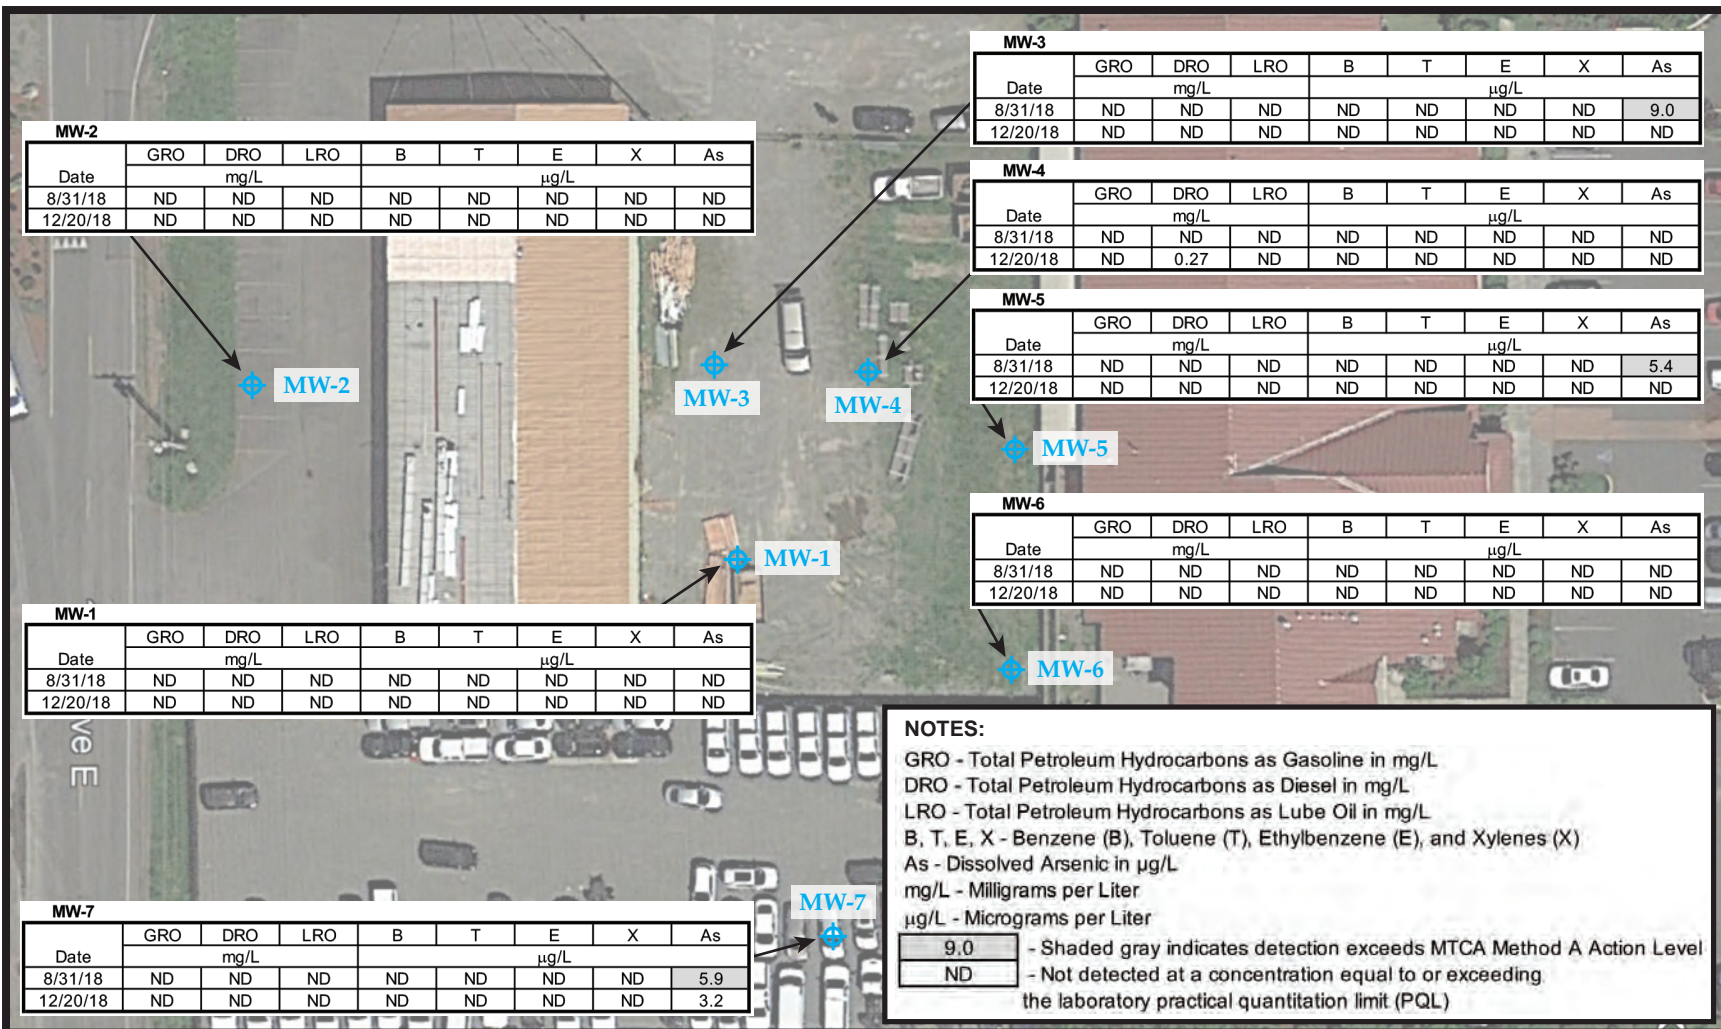 MW-3
GRO DRO LRO B T E X As
Date mg/L µg/L
8/31/18 ND ND ND ND ND ND ND 9.0
12/20/18 ND ND ND ND ND ND ND ND
MW-2
GRO DRO LRO B T E X As
Date mg/L µg/L
8/31/18 ND ND ND ND ND ND ND ND
12/20/18 ND ND ND ND ND ND ND ND
MW-4
GRO DRO LRO B T E X As
Date mg/L µg/L
8/31/18 ND ND ND ND ND ND ND ND
12/20/18 ND 0.27 ND ND ND ND ND ND
MW-5
GRO DRO LRO B T E X As
Date mg/L µg/L
8/31/18 ND ND ND ND ND ND ND 5.4
12/20/18 ND ND ND ND ND ND ND ND
MW-2
MW-3
MW-4
MW-5
MW-6
GRO DRO LRO B T E X As
Date mg/L µg/L
8/31/18 ND ND ND ND ND ND ND ND
12/20/18 ND ND ND ND ND ND ND ND
MW-1
MW-1
GRO DRO LRO B T E X As
Date mg/L µg/L
8/31/18 ND ND ND ND ND ND ND ND
12/20/18 ND ND ND ND ND ND ND ND
MW-6
ve E
NOTES:
GRO - Total Petroleum Hydrocarbons as Gasoline in mg/L
DRO - Total Petroleum Hydrocarbons as Diesel in mg/L
LRO - Total Petroleum Hydrocarbons as Lube Oil in mg/L
B, T, E, X - Benzene (B), Toluene (T), Ethylbenzene (E), and Xylenes (X)
As - Dissolved Arsenic in µg/L
mg/L - Milligrams per Liter
µg/L - Micrograms per Liter
9.0 - Shaded gray indicates detection exceeds MTCA Method A Action Level
ND - Not detected at a concentration equal to or exceeding
the laboratory practical quantitation limit (PQL)
MW-7
MW-7
GRO DRO LRO B T E X As
Date mg/L µg/L
8/31/18 ND ND ND ND ND ND ND 5.9
12/20/18 ND ND ND ND ND ND ND 3.2